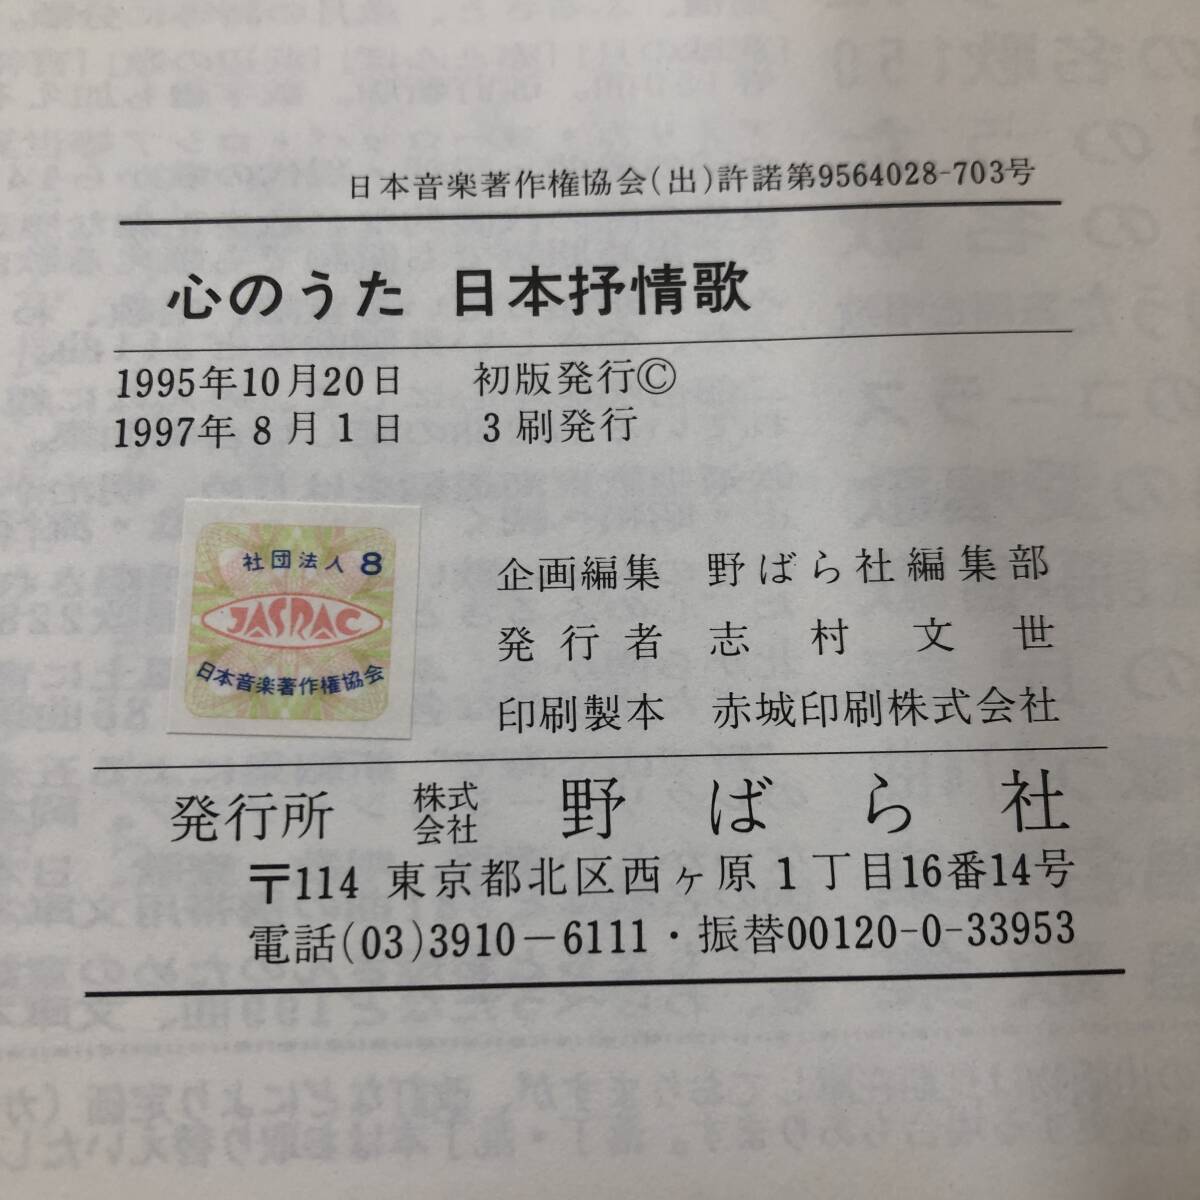 日本音楽著作権協会(出)許諾第9564028-703号
心のうた 日本抒情歌
1995年10月20日 初版発行Ⓒ
1997年8月1日 3刷発行
社団法人 8
JASRAC
日本音楽著作権協会
企画編集 野ばら社編集部
発行者 志村文世
印刷製本 赤城印刷株式会社
発行所 株式会社 野ばら社
〒114 東京都北区西ヶ原1丁目16番14号
電話(03)3910-6111・振替00120-0-33953